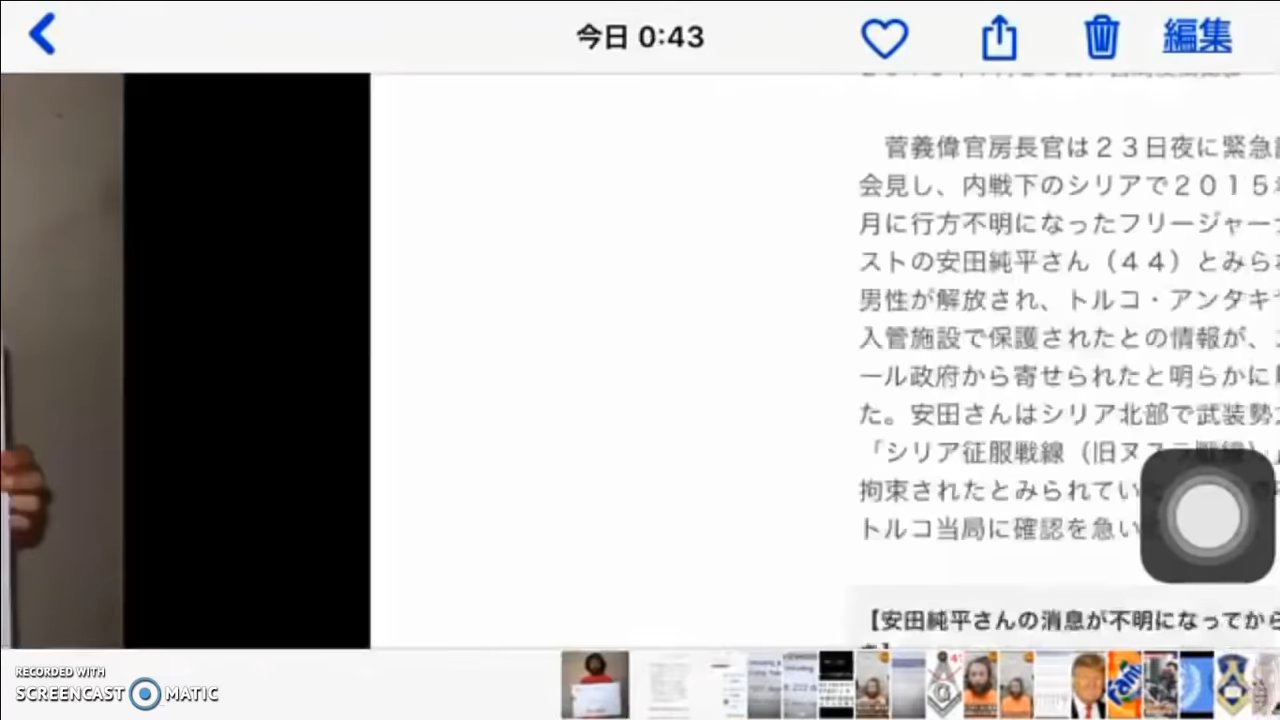 今日 0:43
編集
菅義偉官房長官は２３日夜に緊急
会見し、内戦下のシリアで２０１５
月に行方不明になったフリージャー
ストの安田純平さん（４４）とみら
男性が解放され、トルコ・アンタキ
入管施設で保護されたとの情報が、
ール政府から寄せられたと明らかに
た。安田さんはシリア北部で武装勢
「シリア征服戦線（旧ヌスラ戦線）」
拘束されたとみられてい
トルコ当局に確認を急い
【安田純平さんの消息が不明になってから
RECORDED WITH
SCREENCAST MATIC